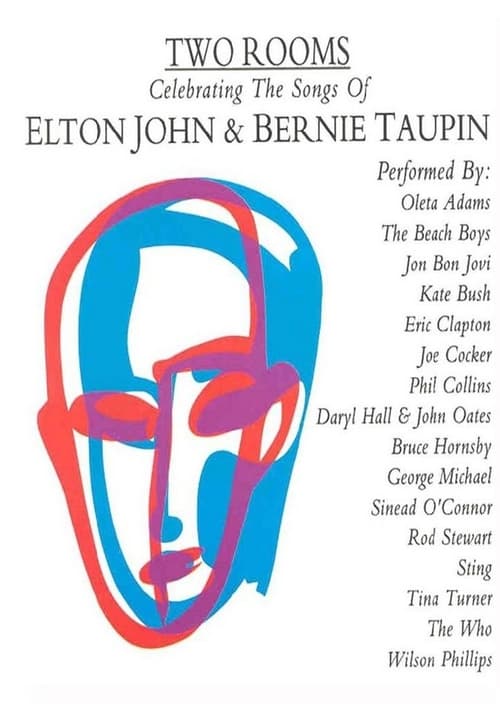 TWO ROOMS
Celebrating The Songs Of
ELTON JOHN & BERNIE TAUPIN
Performed By:
Oleta Adams
The Beach Boys
Jon Bon Jovi
Kate Bush
Eric Clapton
Joe Cocker
Phil Collins
Daryl Hall & John Oates
Bruce Hornsby
George Michael
Sinead O'Connor
Rod Stewart
Sting
Tina Turner
The Who
Wilson Phillips